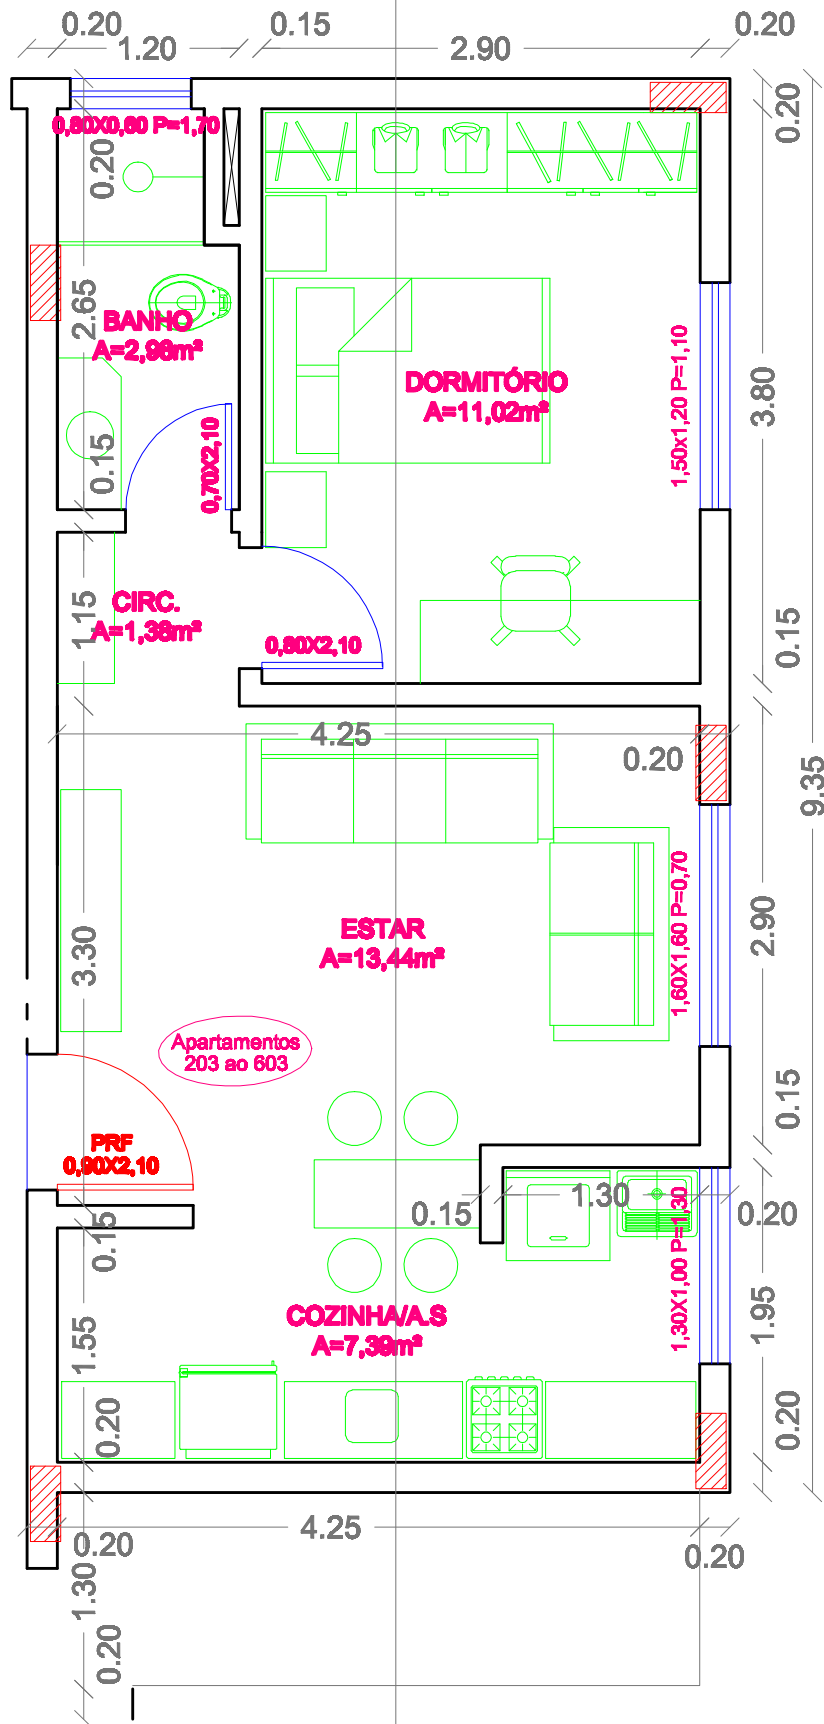 0.20
0.15
0.20
1.20
2.90
0,80X0,60 P=1,70
0.20
0.20
2.65
BANHO
A=2,98m²
DORMITÓRIO
A=11,02m²
1,50x1,20 P=1,10
3.80
0.15
0,70X2,10
CIRC.
A=1,38m²
1.15
0,80X2,10
0.15
4.25
0.20
9.35
ESTAR
A=13,44m²
1,60X1,60 P=0,70
3.30
2.90
Apartamentos
203 ao 603
PRF
0,90X2,10
0.15
0.15
0.15
1.30
0.20
1,30X1,00 P=1,30
COZINHA/A.S
A=7,39m²
1.55
1.95
0.20
0.20
4.25
0.20
0.20
1.30
0.20